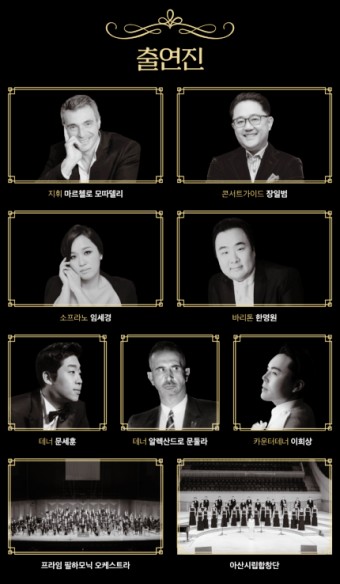 출연진
지휘 마르첼로 모따델리
콘서트가이드 장일범
소프라노 임세경
바리톤 한명원
테너 문세훈
테너 알렉산드로 문둘라
카운터테너 이희상
프라임 필하모닉 오케스트라
아산시립합창단